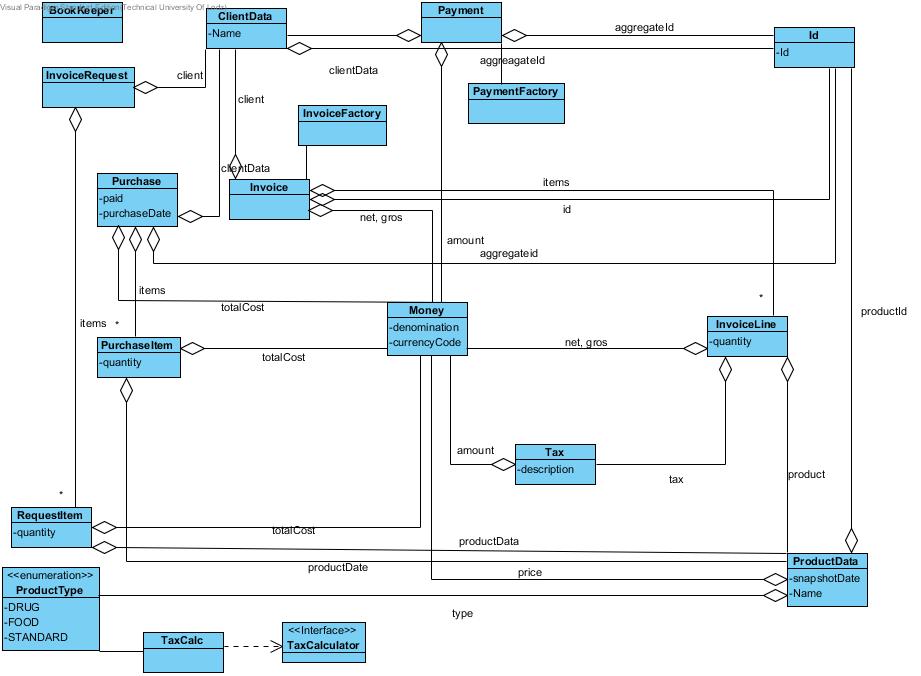 Visual Paradigm Standard Edition(Technical University Of Lodz)
BookKeeper
ClientData
-Name
Payment
Id
-Id
aggregateId
aggreagateId
clientData
InvoiceRequest
client
client
PaymentFactory
InvoiceFactory
clientData
Purchase
-paid
-purchaseDate
Invoice
items
id
net, gros
amount
aggregateid
items
totalCost
*
Money
-denomination
-currencyCode
productId
items
*
InvoiceLine
-quantity
PurchaseItem
-quantity
totalCost
net, gros
amount
Tax
-description
tax
product
*
RequestItem
-quantity
totalCost
productData
ProductData
-snapshotDate
-Name
productDate
price
<<enumeration>>
ProductType
-DRUG
-FOOD
-STANDARD
type
TaxCalc
<<Interface>>
TaxCalculator